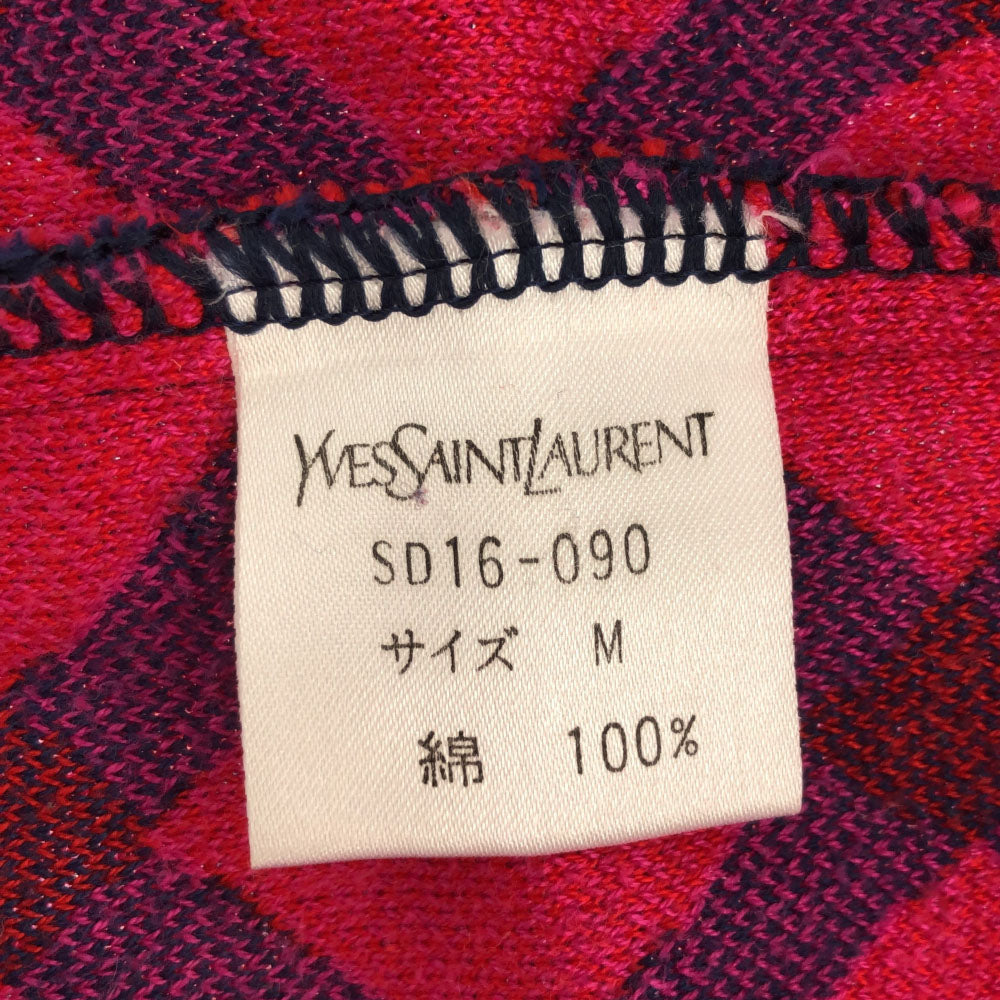 YVESSAINTLAURENT
SD16-090
サイズ M
綿 100%